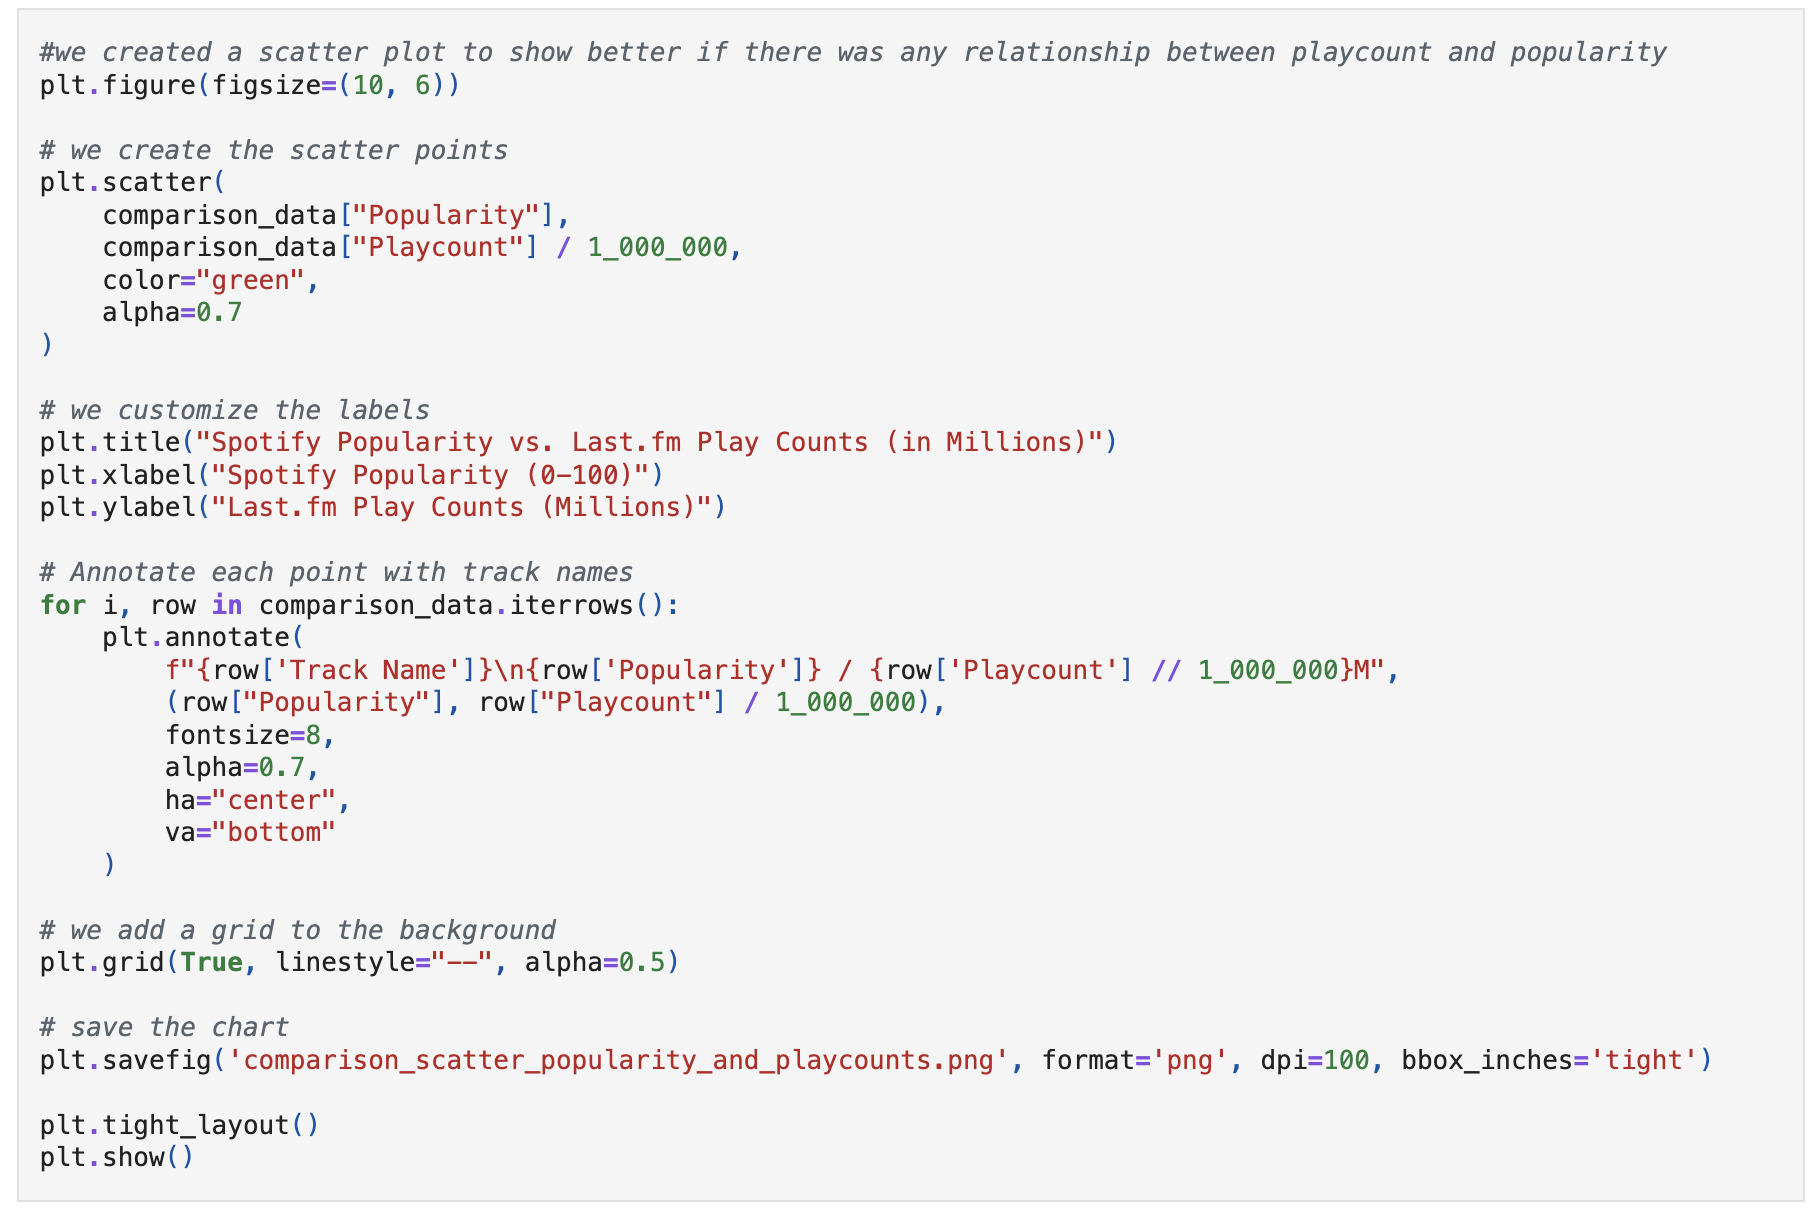 #we created a scatter plot to show better if there was any relationship between playcount and popularity
plt.figure(figsize=(10, 6))

# we create the scatter points
plt.scatter(
    comparison_data["Popularity"],
    comparison_data["Playcount"] / 1_000_000,
    color="green",
    alpha=0.7
)

# we customize the labels
plt.title("Spotify Popularity vs. Last.fm Play Counts (in Millions)")
plt.xlabel("Spotify Popularity (0–100)")
plt.ylabel("Last.fm Play Counts (Millions)")

# Annotate each point with track names
for i, row in comparison_data.iterrows():
    plt.annotate(
        f"{row['Track Name']}\n{row['Popularity']} / {row['Playcount'] // 1_000_000}M",
        (row["Popularity"], row["Playcount"] / 1_000_000),
        fontsize=8,
        alpha=0.7,
        ha="center",
        va="bottom"
    )

# we add a grid to the background
plt.grid(True, linestyle="--", alpha=0.5)

# save the chart
plt.savefig('comparison_scatter_popularity_and_playcounts.png', format='png', dpi=100, bbox_inches='tight')

plt.tight_layout()
plt.show()